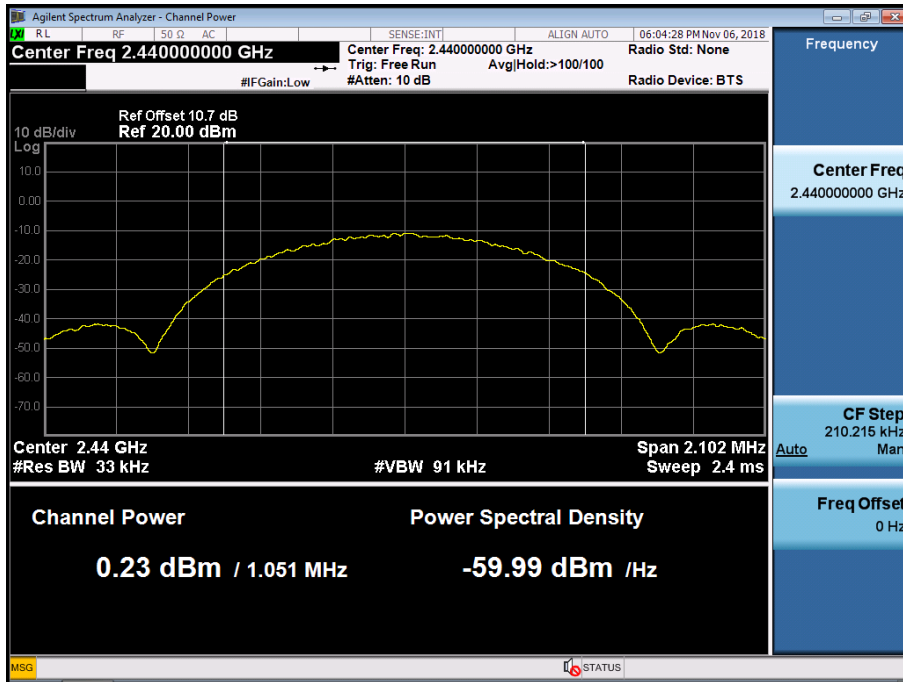 Agilent Spectrum Analyzer - Channel Power
LXI RL RF 50 Ω AC SENSE:INT ALIGN AUTO 06:04:28 PM Nov 06, 2018
Center Freq 2.440000000 GHz
Center Freq: 2.440000000 GHz
Radio Std: None
Trig: Free Run Avg|Hold:>100/100
#IFGain:Low
#Atten: 10 dB
Radio Device: BTS
Ref Offset 10.7 dB
10 dB/div Ref 20.00 dBm
Log
10.0
0.00
-10.0
-20.0
-30.0
-40.0
-50.0
-60.0
-70.0
Center 2.44 GHz Span 2.102 MHz
#Res BW 33 kHz #VBW 91 kHz Sweep 2.4 ms
Channel Power Power Spectral Density
0.23 dBm / 1.051 MHz -59.99 dBm /Hz
Frequency
Center Freq
2.440000000 GHz
CF Step
210.215 kHz
Auto Man
Freq Offset
0 Hz
MSG STATUS